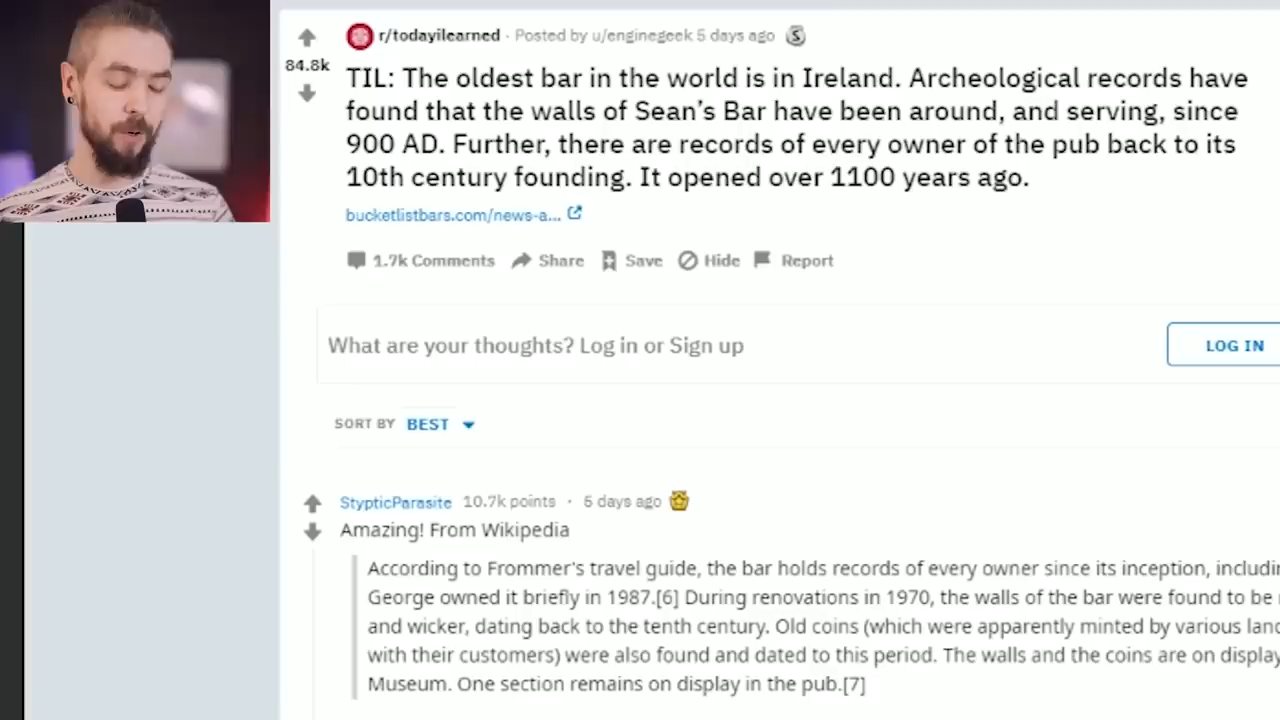 r/todayilearned · Posted by u/enginegeek 5 days ago
84.8k
TIL: The oldest bar in the world is in Ireland. Archeological records have
found that the walls of Sean's Bar have been around, and serving, since
900 AD. Further, there are records of every owner of the pub back to its
10th century founding. It opened over 1100 years ago.
bucketlistbars.com/news-a...
1.7k Comments Share Save Hide Report
What are your thoughts? Log in or Sign up
LOG IN
SORT BY BEST
StypticParasite 10.7k points · 5 days ago
Amazing! From Wikipedia
According to Frommer's travel guide, the bar holds records of every owner since its inception,
George owned it briefly in 1987.[6] During renovations in 1970, the walls of the bar were found to be
and wicker, dating back to the tenth century. Old coins (which were apparently minted by various
with their customers) were also found and dated to this period. The walls and the coins are on display
Museum. One section remains on display in the pub.[7]